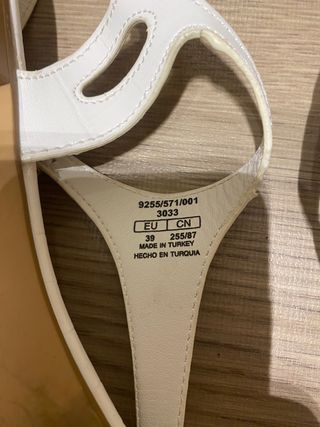 9255/571/001
3033
EU CN
39 255/87
MADE IN TURKEY
HECHO EN TURQUIA